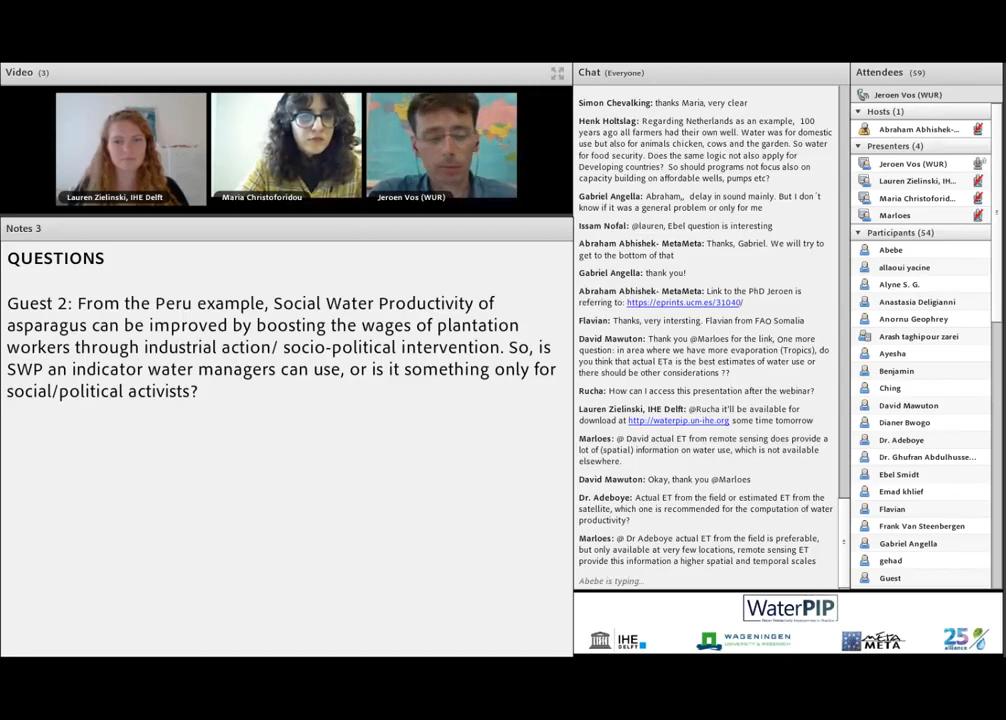 Video (3)
Lauren Zielinski, IHE Delft
Maria Christoforidou
Jeroen Vos (WUR)
Notes 3
QUESTIONS
Guest 2: From the Peru example, Social Water Productivity of
asparagus can be improved by boosting the wages of plantation
workers through industrial action/ socio-political intervention. So, is
SWP an indicator water managers can use, or is it something only for
social/political activists?
Chat (Everyone)
Simon Chevalking: thanks Maria, very clear
Henk Holtslag: Regarding Netherlands as an example, 100
years ago all farmers had their own well. Water was for domestic
use but also for animals chicken, cows and the garden. So water
for food security. Does the same logic not also apply for
Developing countries? So should programs not focus also on
capacity building on affordable wells, pumps etc?
Gabriel Angella: Abraham,, delay in sound mainly. But I don´t
know if it was a general problem or only for me
Issam Nofal: @lauren, Ebel question is interesting
Abraham Abhishek- MetaMeta: Thanks, Gabriel. We will try to
get to the bottom of that
Gabriel Angella: thank you!
Abraham Abhishek- MetaMeta: Link to the PhD Jeroen is
referring to: https://eprints.ucm.es/31040/
Flavian: Thanks, very intersting. Flavian from FAO Somalia
David Mawuton: Thank you @Marloes for the link, One more
question: in area where we have more evaporation (Tropics), do
you think that actual ETa is the best estimates of water use or
there should be other considerations ??
Rucha: How can I access this presentation after the webinar?
Lauren Zielinski, IHE Delft: @Rucha it'll be available for
download at http://waterpip.un-ihe.org some time tomorrow
Marloes: @ David actual ET from remote sensing does provide a
lot of (spatial) information on water use, which is not available
elsewhere.
David Mawuton: Okay, thank you @Marloes
Dr. Adeboye: Actual ET from the field or estimated ET from the
satellite, which one is recommended for the computation of water
productivity?
Marloes: @ Dr Adeboye actual ET from the field is preferable,
but only available at very few locations, remote sensing ET
provide this information a higher spatial and temporal scales
Abebe is typing...
Attendees (59)
Jeroen Vos (WUR)
Hosts (1)
Abraham Abhishek-...
Presenters (4)
Jeroen Vos (WUR)
Lauren Zielinski, IH...
Maria Christoforid...
Marloes
Participants (54)
Abebe
allaoui yacine
Alyne S. G.
Anastasia Deligianni
Anornu Geophrey
Arash taghipour zarei
Ayesha
Benjamin
Ching
David Mawuton
Dianer Bwogo
Dr. Adeboye
Dr. Ghufran Abdulhusse...
Ebel Smidt
Emad khlief
Flavian
Frank Van Steenbergen
Gabriel Angella
gehad
Guest
WaterPIP
IHE
DELFT
WAGENINGEN
UNIVERSITY & RESEARCH
META
META
25
alliance